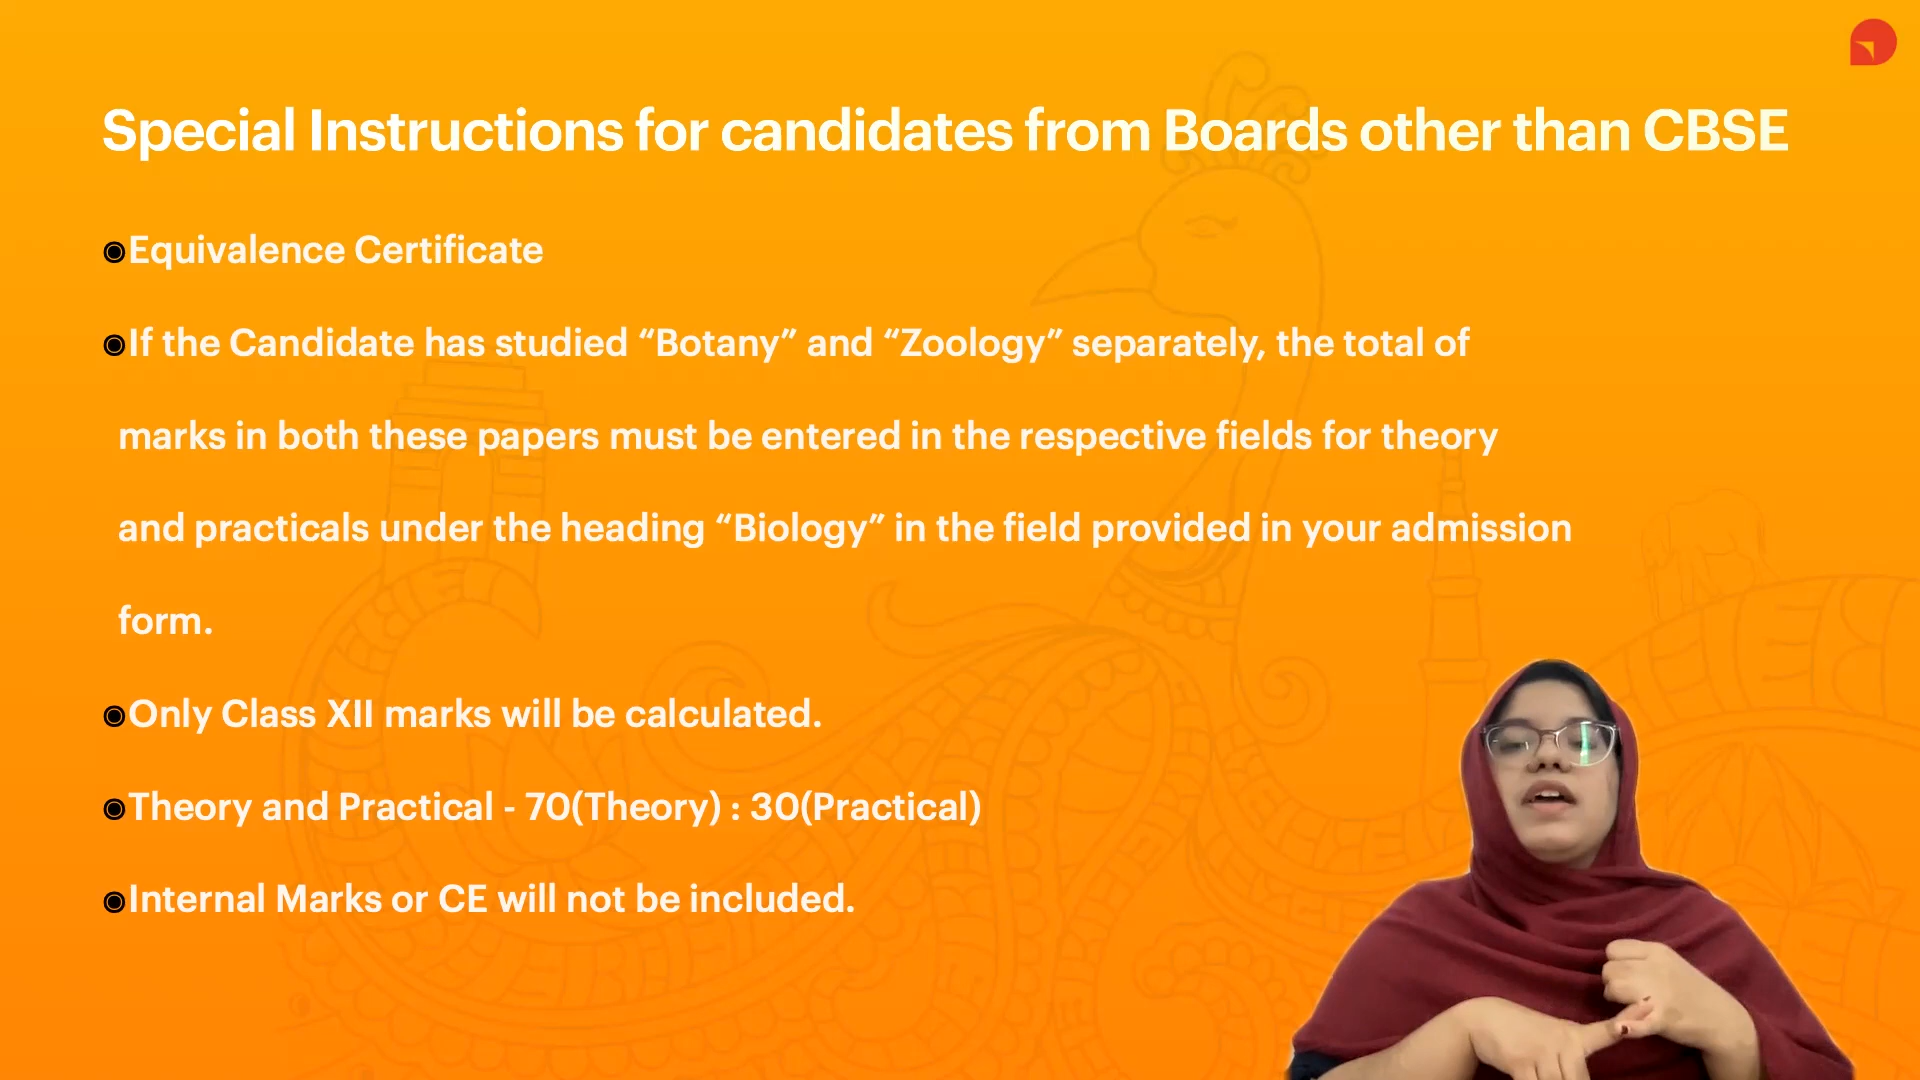 Special Instructions for candidates from Boards other than CBSE
◉Equivalence Certificate
◉If the Candidate has studied “Botany” and “Zoology” separately, the total of
marks in both these papers must be entered in the respective fields for theory
and practicals under the heading “Biology” in the field provided in your admission
form.
◉Only Class XII marks will be calculated.
◉Theory and Practical - 70(Theory) : 30(Practical)
◉Internal Marks or CE will not be included.